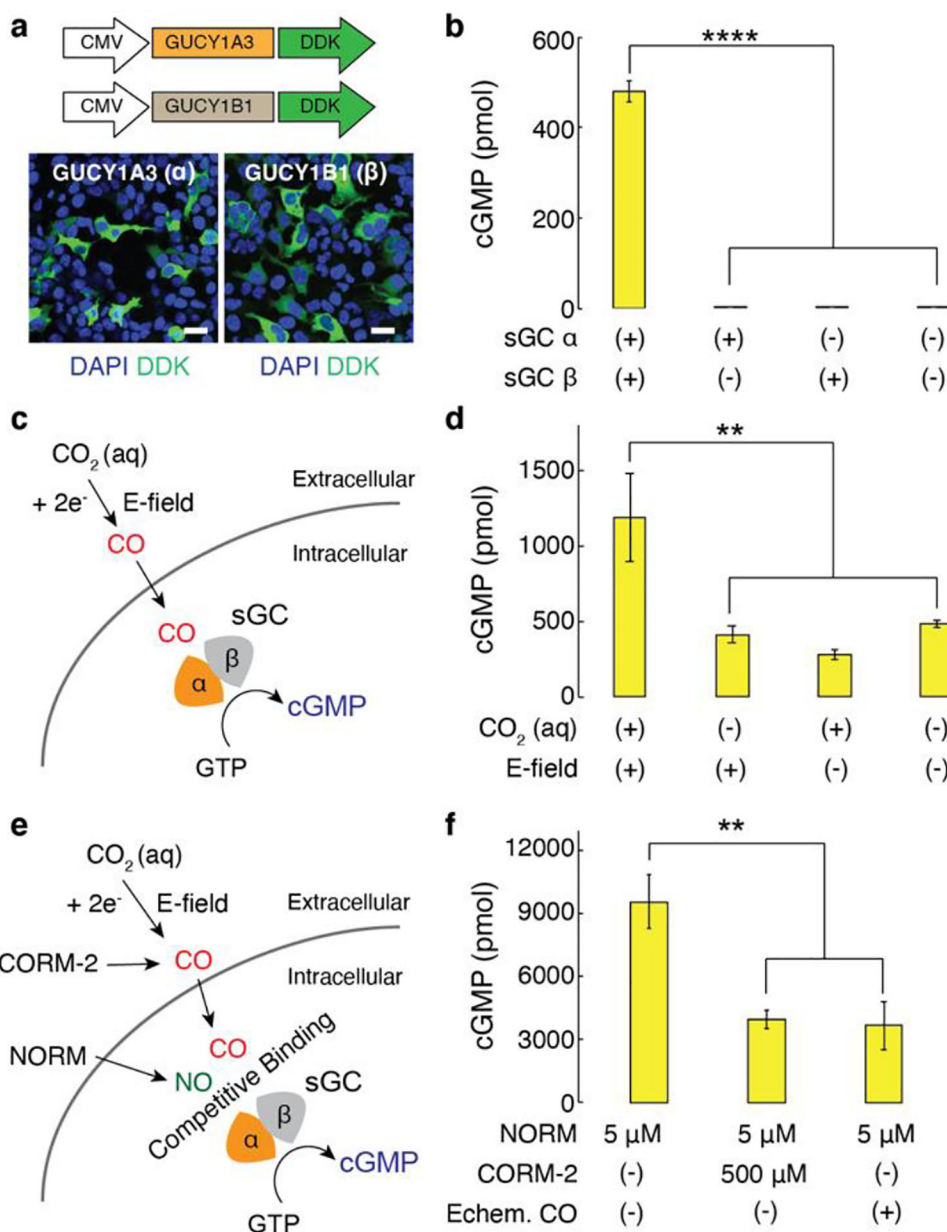 a
CMV GUCY1A3 DDK
CMV GUCY1B1 DDK
GUCY1A3 (α) GUCY1B1 (β)
DAPI DDK DAPI DDK
b
****
cGMP (pmol)
600
400
200
0
sGC α (+) (+) (-) (-)
sGC β (+) (-) (+) (-)
c
CO₂ (aq)
+ 2e⁻ E-field
Extracellular
CO
Intracellular
CO
sGC
α β
cGMP
GTP
d
**
cGMP (pmol)
1500
1000
500
0
CO₂ (aq) (+) (-) (+) (-)
E-field (+) (+) (-) (-)
e
CO₂ (aq)
+ 2e⁻ E-field
Extracellular
CORM-2 CO
Intracellular
CO
NORM NO
Competitive Binding
sGC
α β
cGMP
GTP
f
**
cGMP (pmol)
12000
9000
6000
3000
0
NORM 5 μM 5 μM 5 μM
CORM-2 (-) 500 μM (-)
Echem. CO (-) (-) (+)